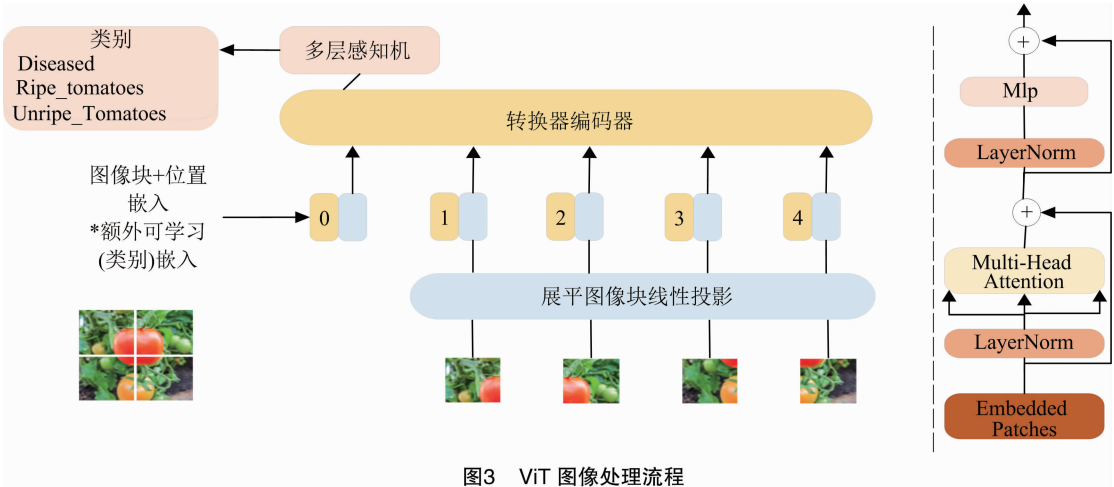 类别
Diseased
Ripe_tomatoes
Unripe_Tomatoes
多层感知机
转换器编码器
图像块+位置
嵌入
*额外可学习
(类别)嵌入
0
1
2
3
4
展平图像块线性投影
+
Mlp
LayerNorm
+
Multi-Head
Attention
LayerNorm
Embedded
Patches
图3 ViT 图像处理流程